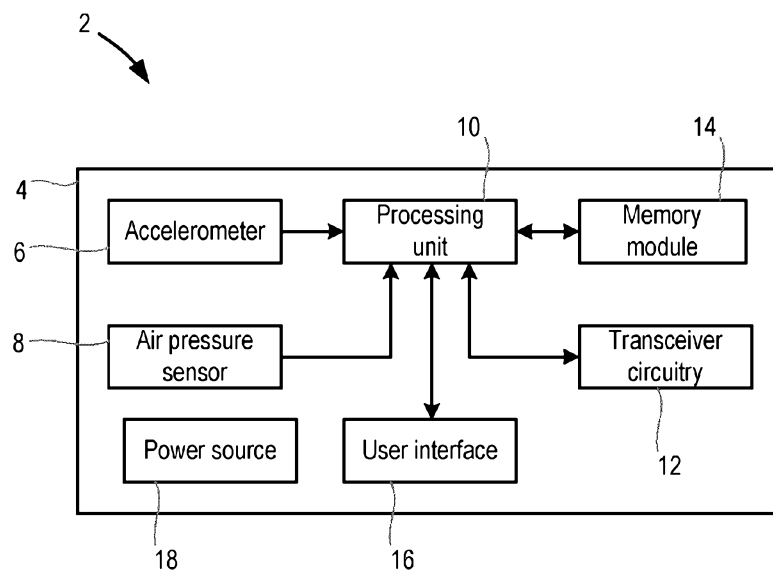 2
10
14
4
Accelerometer
Processing
unit
Memory
module
6
8
Air pressure
sensor
Transceiver
circuitry
Power source
User interface
12
18
16